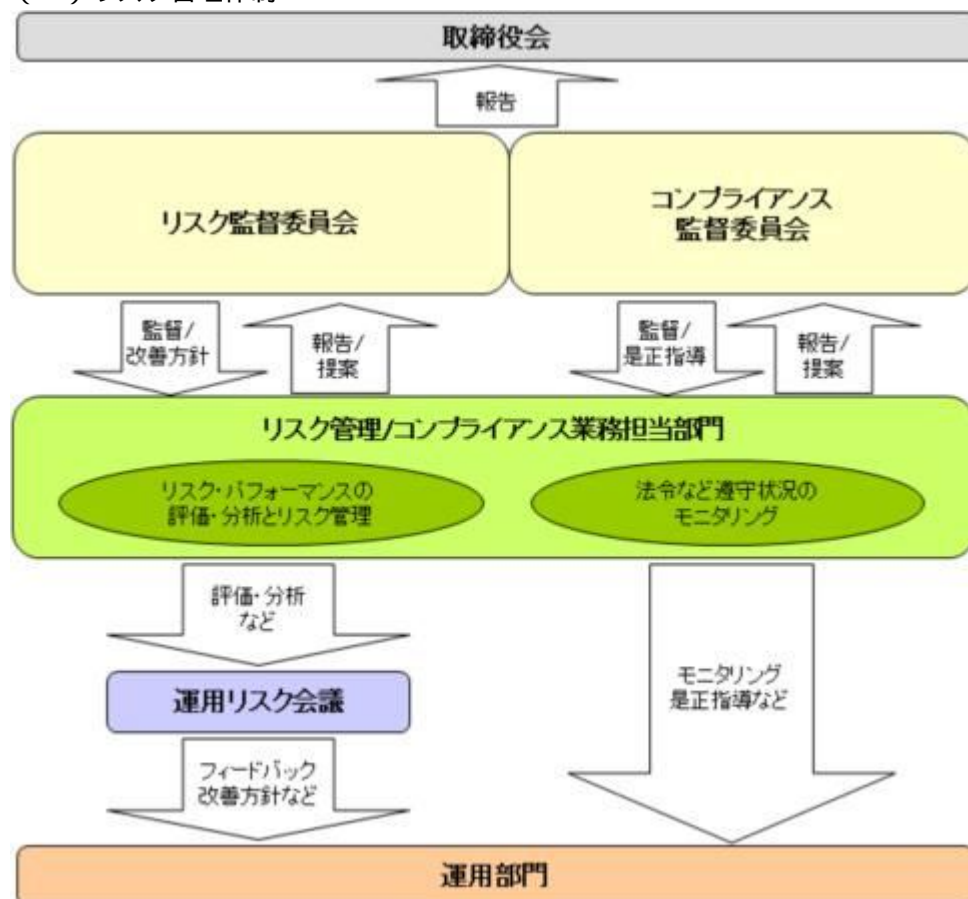 取締役会
報告
リスク監督委員会
コンプライアンス
監督委員会
監督/
改善方針
報告/
提案
監督/
是正指導
報告/
提案
リスク管理/コンプライアンス業務担当部門
リスク・パフォーマンスの
評価・分析とリスク管理
法令など遵守状況の
モニタリング
評価・分析
など
運用リスク会議
モニタリング
是正指導など
フィードバック
改善方針など
運用部門